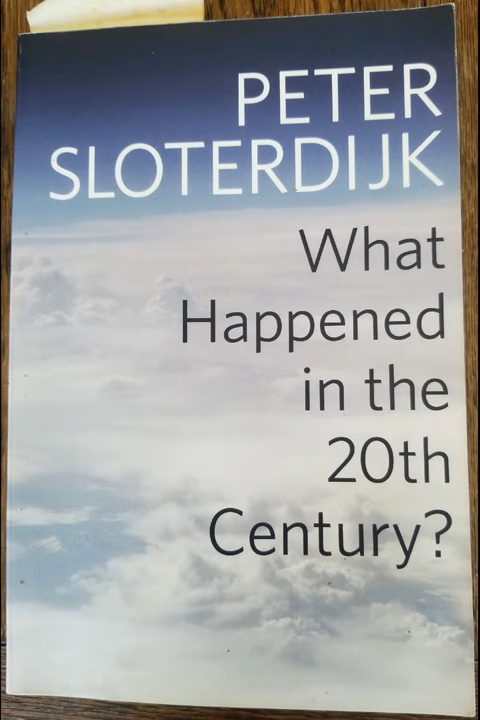 PETER
SLOTERDIJK
What
Happened
in the
20th
Century?